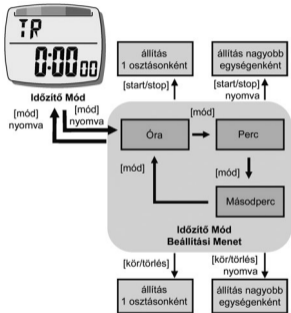 TR
0:00 00
Időzítő Mód
[mód]
nyomva
[mód]
nyomva
állítás
1 osztásonként
állítás nagyobb
egységenként
[start/stop]
[start/stop]
nyomva
[mód]
Óra
Perc
[mód]
[mód]
Másodperc
Időzítő Mód
Beállítási Menet
[kör/törlés]
[kör/törlés]
nyomva
állítás
1 osztásonként
állítás nagyobb
egységenként